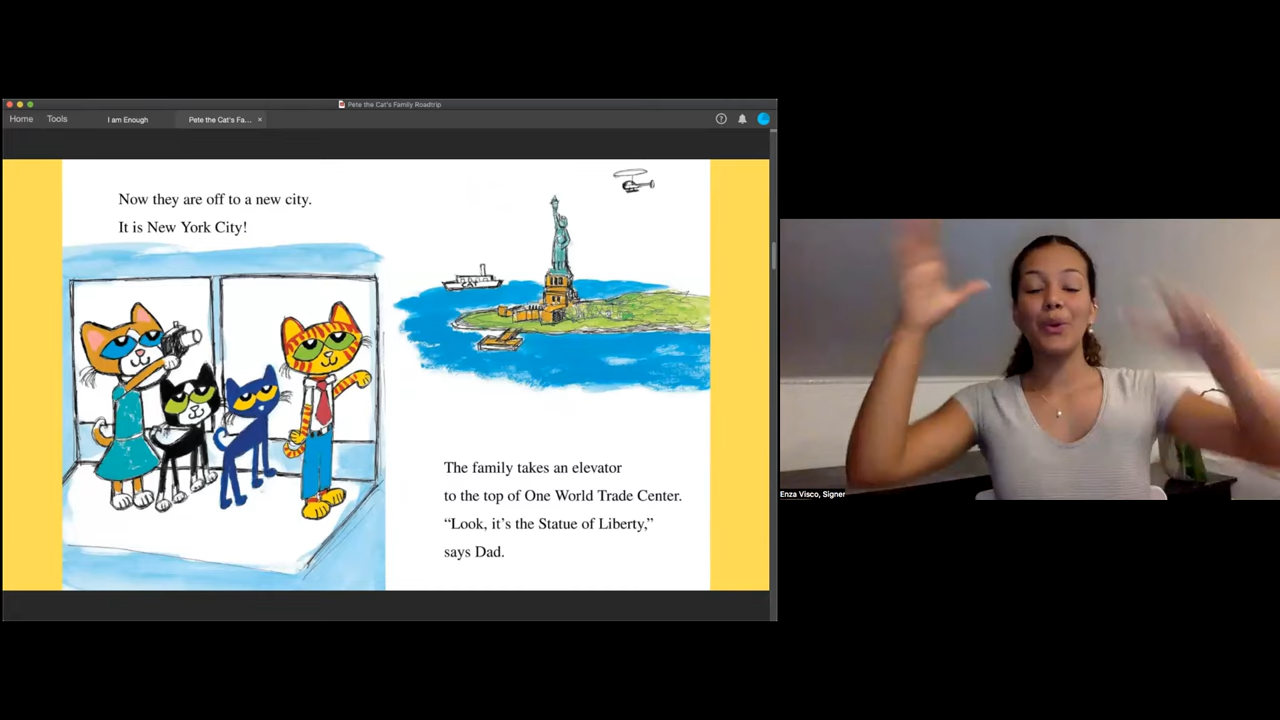 Pete the Cat's Family Roadtrip
Home Tools I am Enough Pete the Cat's Fa... ×
Now they are off to a new city.
It is New York City!
CAT
The family takes an elevator
to the top of One World Trade Center.
“Look, it’s the Statue of Liberty,”
says Dad.
Enza Visco, Signer